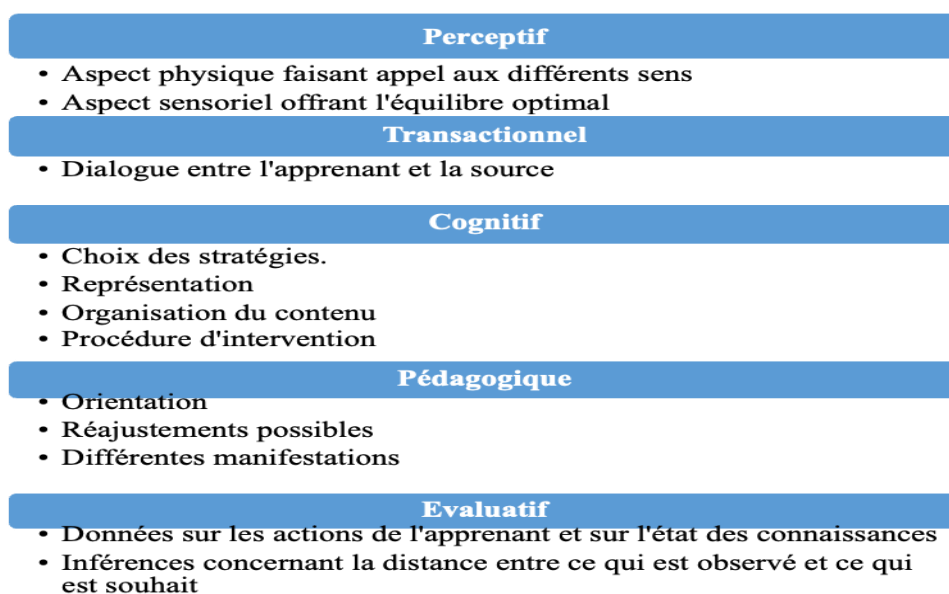 Perceptif
• Aspect physique faisant appel aux différents sens
• Aspect sensoriel offrant l'équilibre optimal
Transactionnel
• Dialogue entre l'apprenant et la source
Cognitif
• Choix des stratégies.
• Représentation
• Organisation du contenu
• Procédure d'intervention
Pédagogique
• Orientation
• Réajustements possibles
• Différentes manifestations
Evaluatif
• Données sur les actions de l'apprenant et sur l'état des connaissances
• Inférences concernant la distance entre ce qui est observé et ce qui
est souhait